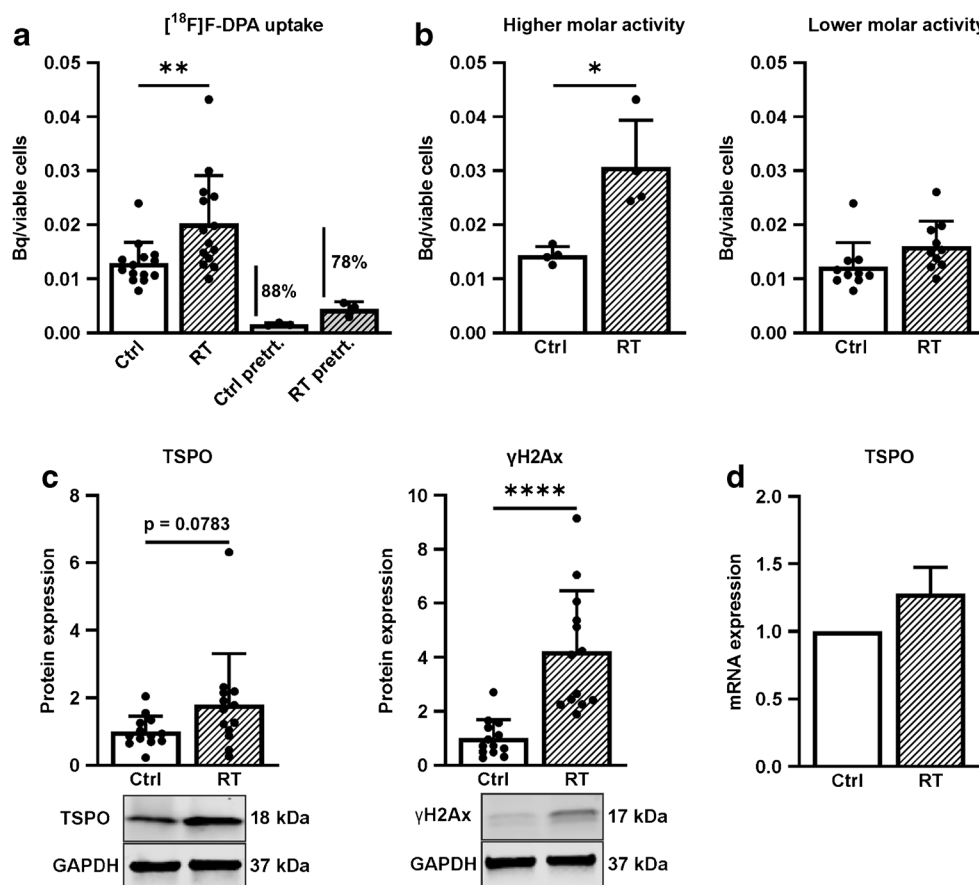 a
[¹⁸F]F-DPA uptake
Bq/viable cells
0.05
0.04
0.03
0.02
0.01
0.00
**
88%
78%
Ctrl
RT
Ctrl pretrt.
RT pretrt.
b
Higher molar activity
Bq/viable cells
0.05
0.04
0.03
0.02
0.01
0.00
*
Ctrl
RT
Lower molar activity
Bq/viable cells
0.05
0.04
0.03
0.02
0.01
0.00
Ctrl
RT
c
TSPO
Protein expression
8
6
4
2
0
p = 0.0783
Ctrl
RT
TSPO
18 kDa
GAPDH
37 kDa
γH2Ax
Protein expression
10
8
6
4
2
0
****
Ctrl
RT
γH2Ax
17 kDa
GAPDH
37 kDa
d
TSPO
mRNA expression
2.0
1.5
1.0
0.5
0.0
Ctrl
RT